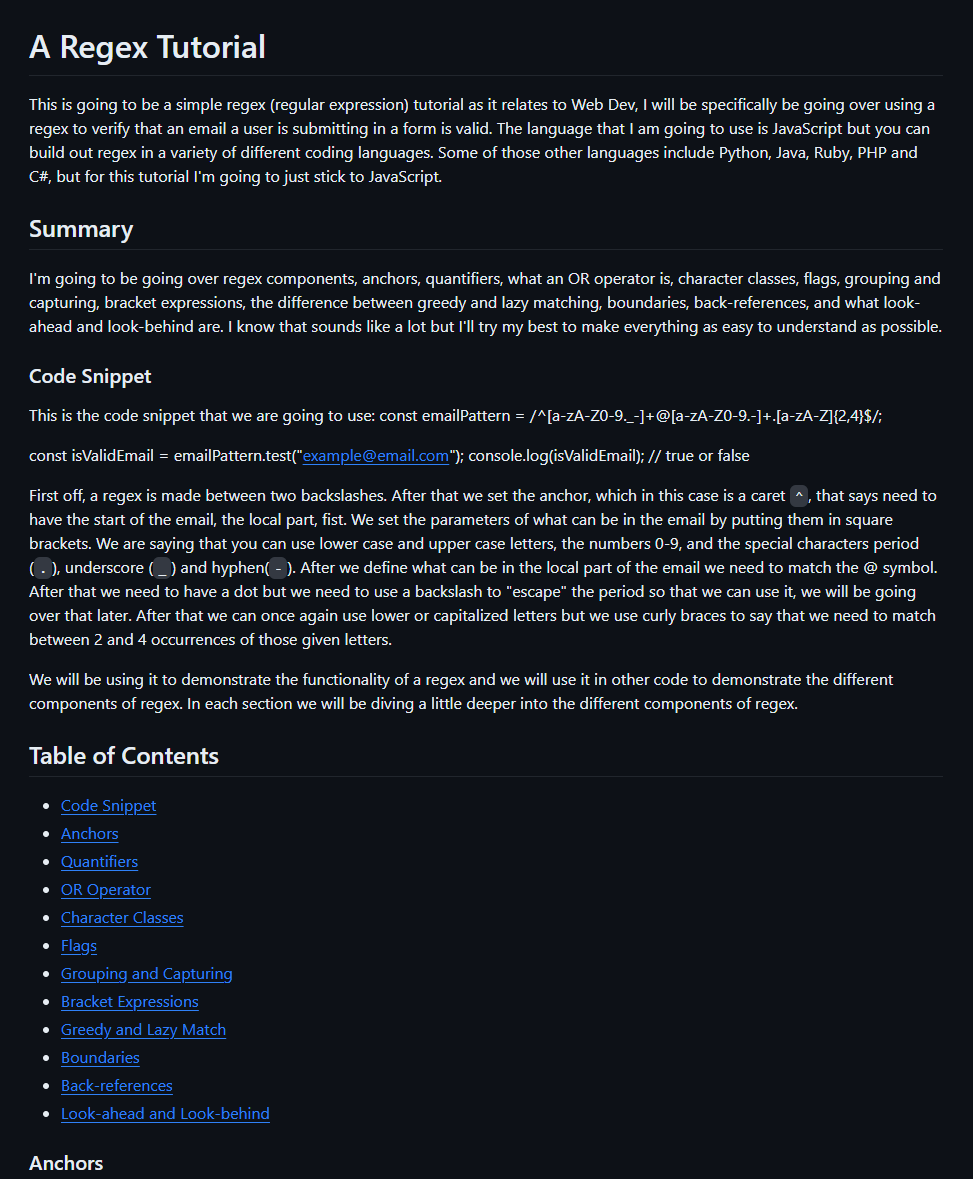 A Regex Tutorial
This is going to be a simple regex (regular expression) tutorial as it relates to Web Dev, I will be specifically be going over using a
regex to verify that an email a user is submitting in a form is valid. The language that I am going to use is JavaScript but you can
build out regex in a variety of different coding languages. Some of those other languages include Python, Java, Ruby, PHP and
C#, but for this tutorial I'm going to just stick to JavaScript.
Summary
I'm going to be going over regex components, anchors, quantifiers, what an OR operator is, character classes, flags, grouping and
capturing, bracket expressions, the difference between greedy and lazy matching, boundaries, back-references, and what look-
ahead and look-behind are. I know that sounds like a lot but I'll try my best to make everything as easy to understand as possible.
Code Snippet
This is the code snippet that we are going to use: const emailPattern = /^[a-zA-Z0-9._-]+@[a-zA-Z0-9.-]+.[a-zA-Z]{2,4}$/;
const isValidEmail = emailPattern.test("example@email.com"); console.log(isValidEmail); // true or false
First off, a regex is made between two backslashes. After that we set the anchor, which in this case is a caret ^, that says need to
have the start of the email, the local part, fist. We set the parameters of what can be in the email by putting them in square
brackets. We are saying that you can use lower case and upper case letters, the numbers 0-9, and the special characters period
(.), underscore (_) and hyphen(-). After we define what can be in the local part of the email we need to match the @ symbol.
After that we need to have a dot but we need to use a backslash to "escape" the period so that we can use it, we will be going
over that later. After that we can once again use lower or capitalized letters but we use curly braces to say that we need to match
between 2 and 4 occurrences of those given letters.
We will be using it to demonstrate the functionality of a regex and we will use it in other code to demonstrate the different
components of regex. In each section we will be diving a little deeper into the different components of regex.
Table of Contents
• Code Snippet
• Anchors
• Quantifiers
• OR Operator
• Character Classes
• Flags
• Grouping and Capturing
• Bracket Expressions
• Greedy and Lazy Match
• Boundaries
• Back-references
• Look-ahead and Look-behind
Anchors